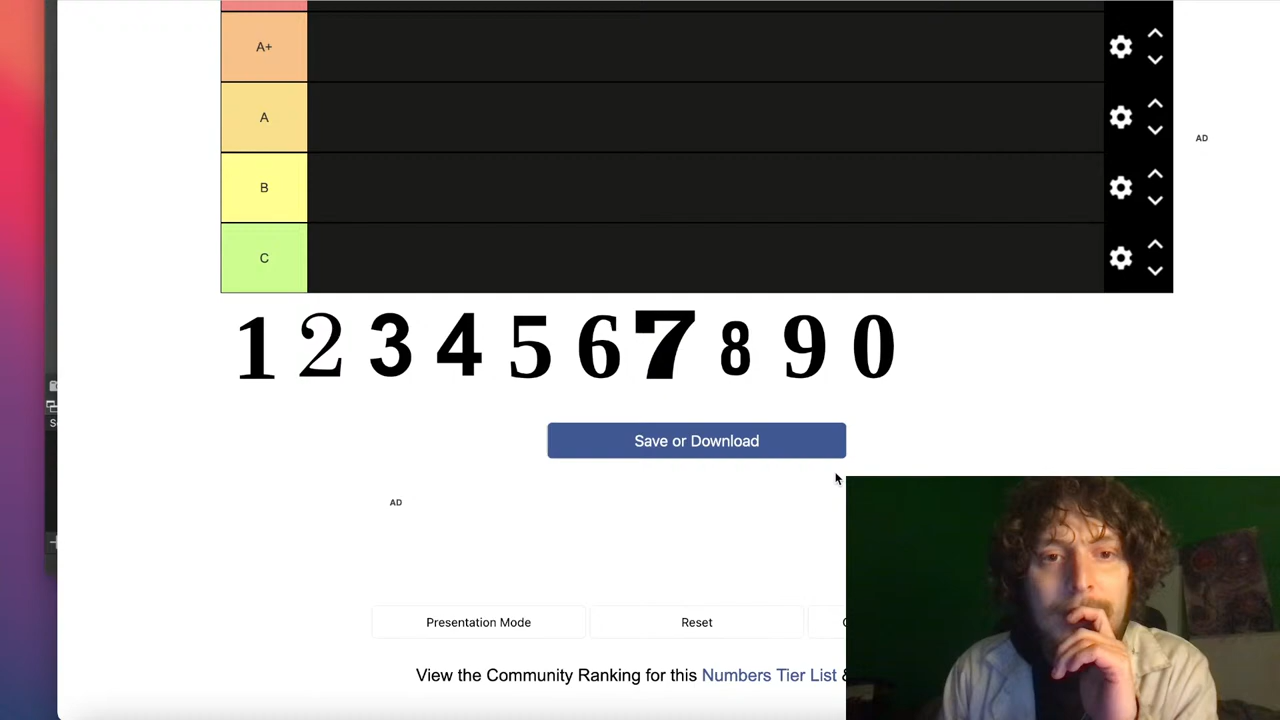 A+
A
AD
B
C
1 2 3 4 5 6 7 8 9 0
Save or Download
AD
Presentation Mode
Reset
View the Community Ranking for this Numbers Tier List &